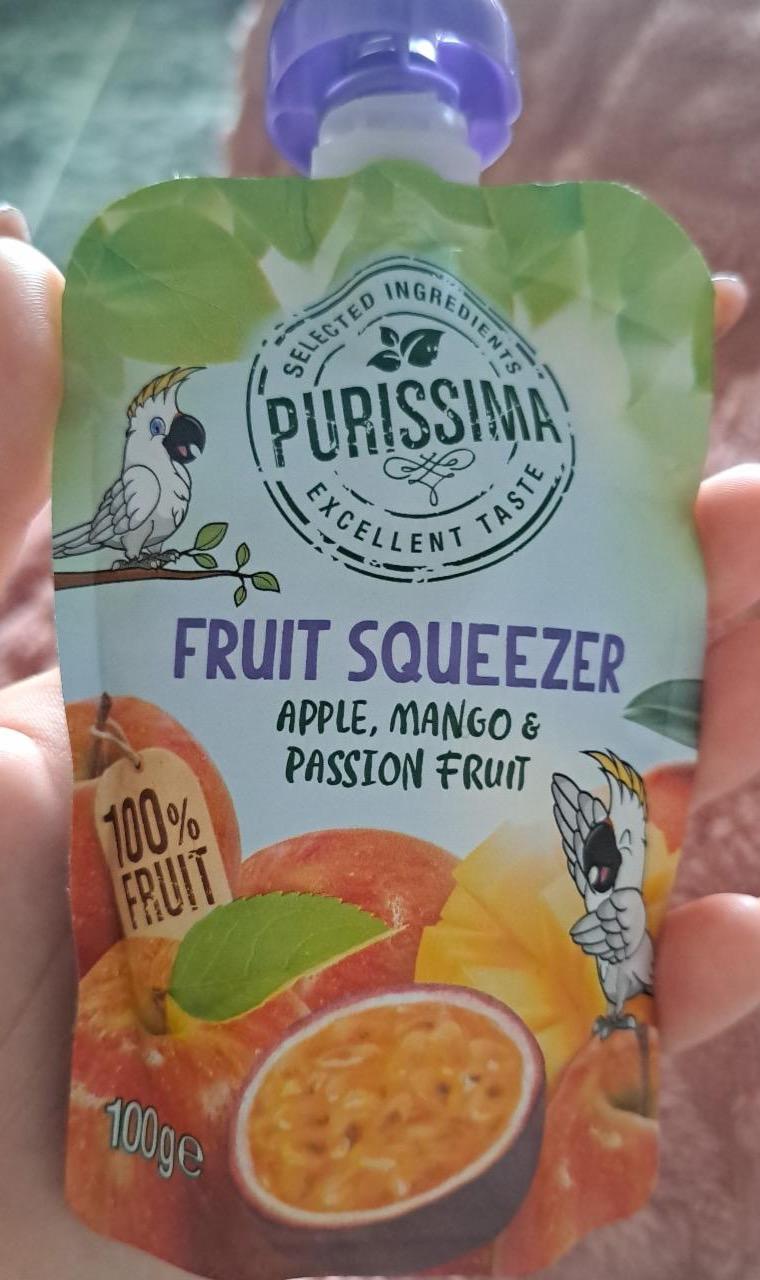 SELECTED INGREDIENTS
PURISSIMA
EXCELLENT TASTE
FRUIT SQUEEZER
APPLE, MANGO &
PASSION FRUIT
100%
FRUIT
100g℮